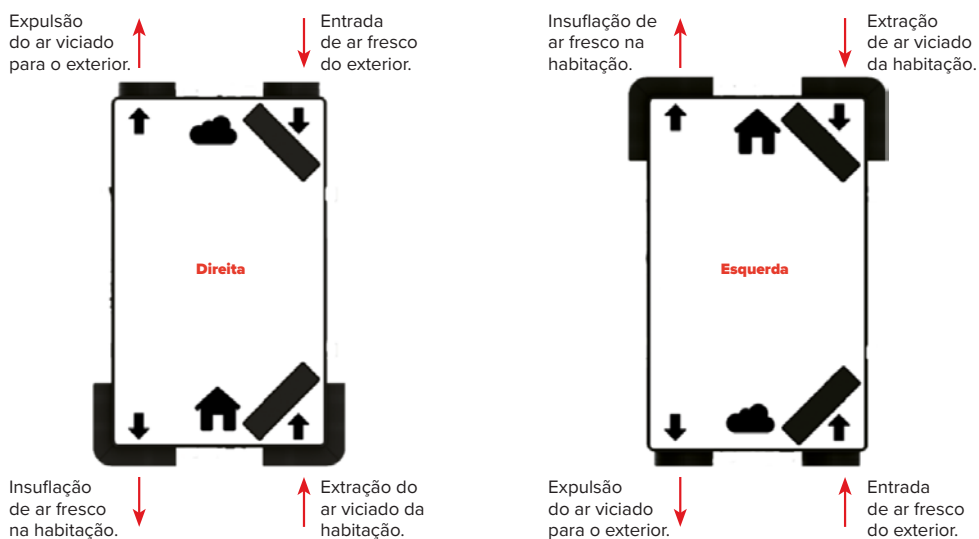 Expulsão
do ar viciado
para o exterior.
Entrada
de ar fresco
do exterior.
Direita
Insuflação
de ar fresco
na habitação.
Extração do
ar viciado da
habitação.
Insuflação de
ar fresco na
habitação.
Extração
de ar viciado
da habitação.
Esquerda
Expulsão
do ar viciado
para o exterior.
Entrada
de ar fresco
do exterior.